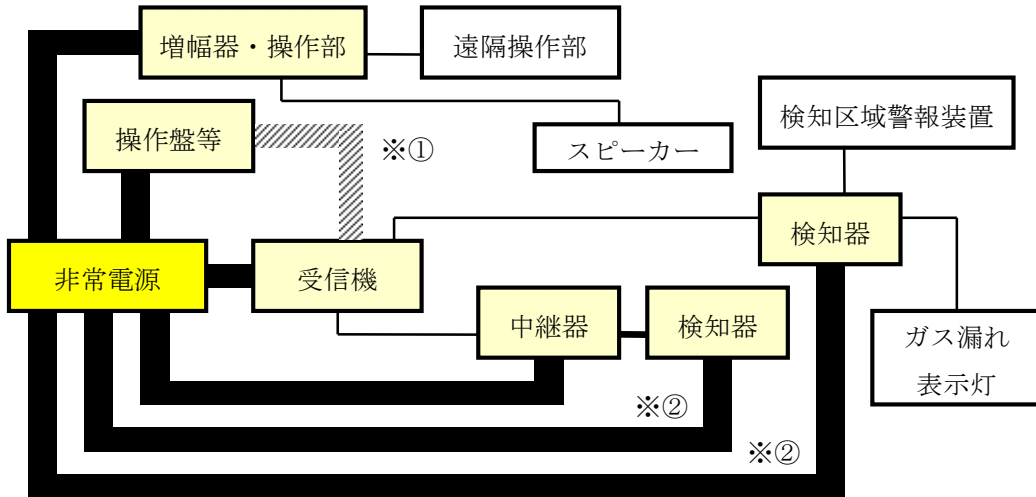 増幅器・操作部
遠隔操作部
操作盤等
※①
スピーカー
検知区域警報装置
検知器
非常電源
受信機
中継器
検知器
ガス漏れ
表示灯
※②
※②